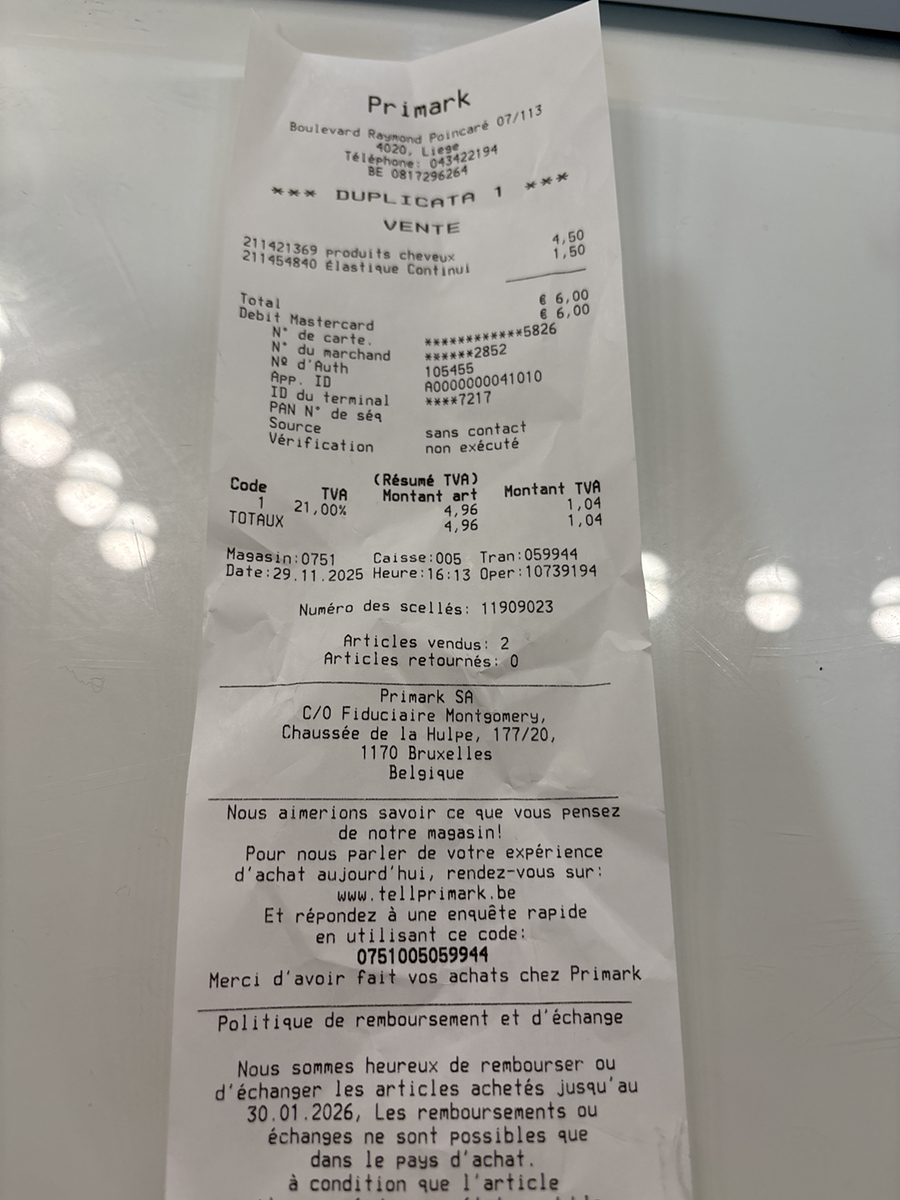 Primark
Boulevard Raymond Poincaré 07/113
4020, Liege
Téléphone: 043422194
BE 0817296264
*** DUPLICATA 1 ***
VENTE
211421369 produits cheveux 4,50
211454840 Élastique Continui 1,50
Total € 6,00
Debit Mastercard € 6,00
N° de carte. ************5826
N° du marchand ******2852
Nº d'Auth 105455
App. ID A0000000041010
ID du terminal ****7217
PAN N° de séq
Source sans contact
Vérification non exécuté
(Résumé TVA)
Code TVA Montant art Montant TVA
1 21,00% 4,96 1,04
TOTAUX 4,96 1,04
Magasin:0751 Caisse:005 Tran:059944
Date:29.11.2025 Heure:16:13 Oper:10739194
Numéro des scellés: 11909023
Articles vendus: 2
Articles retournés: 0
Primark SA
C/O Fiduciaire Montgomery,
Chaussée de la Hulpe, 177/20,
1170 Bruxelles
Belgique
Nous aimerions savoir ce que vous pensez
de notre magasin!
Pour nous parler de votre expérience
d'achat aujourd'hui, rendez-vous sur:
www.tellprimark.be
Et répondez à une enquête rapide
en utilisant ce code:
0751005059944
Merci d'avoir fait vos achats chez Primark
Politique de remboursement et d'échange
Nous sommes heureux de rembourser ou
d'échanger les articles achetés jusqu'au
30.01.2026, Les remboursements ou
échanges ne sont possibles que
dans le pays d'achat.
à condition que l'article